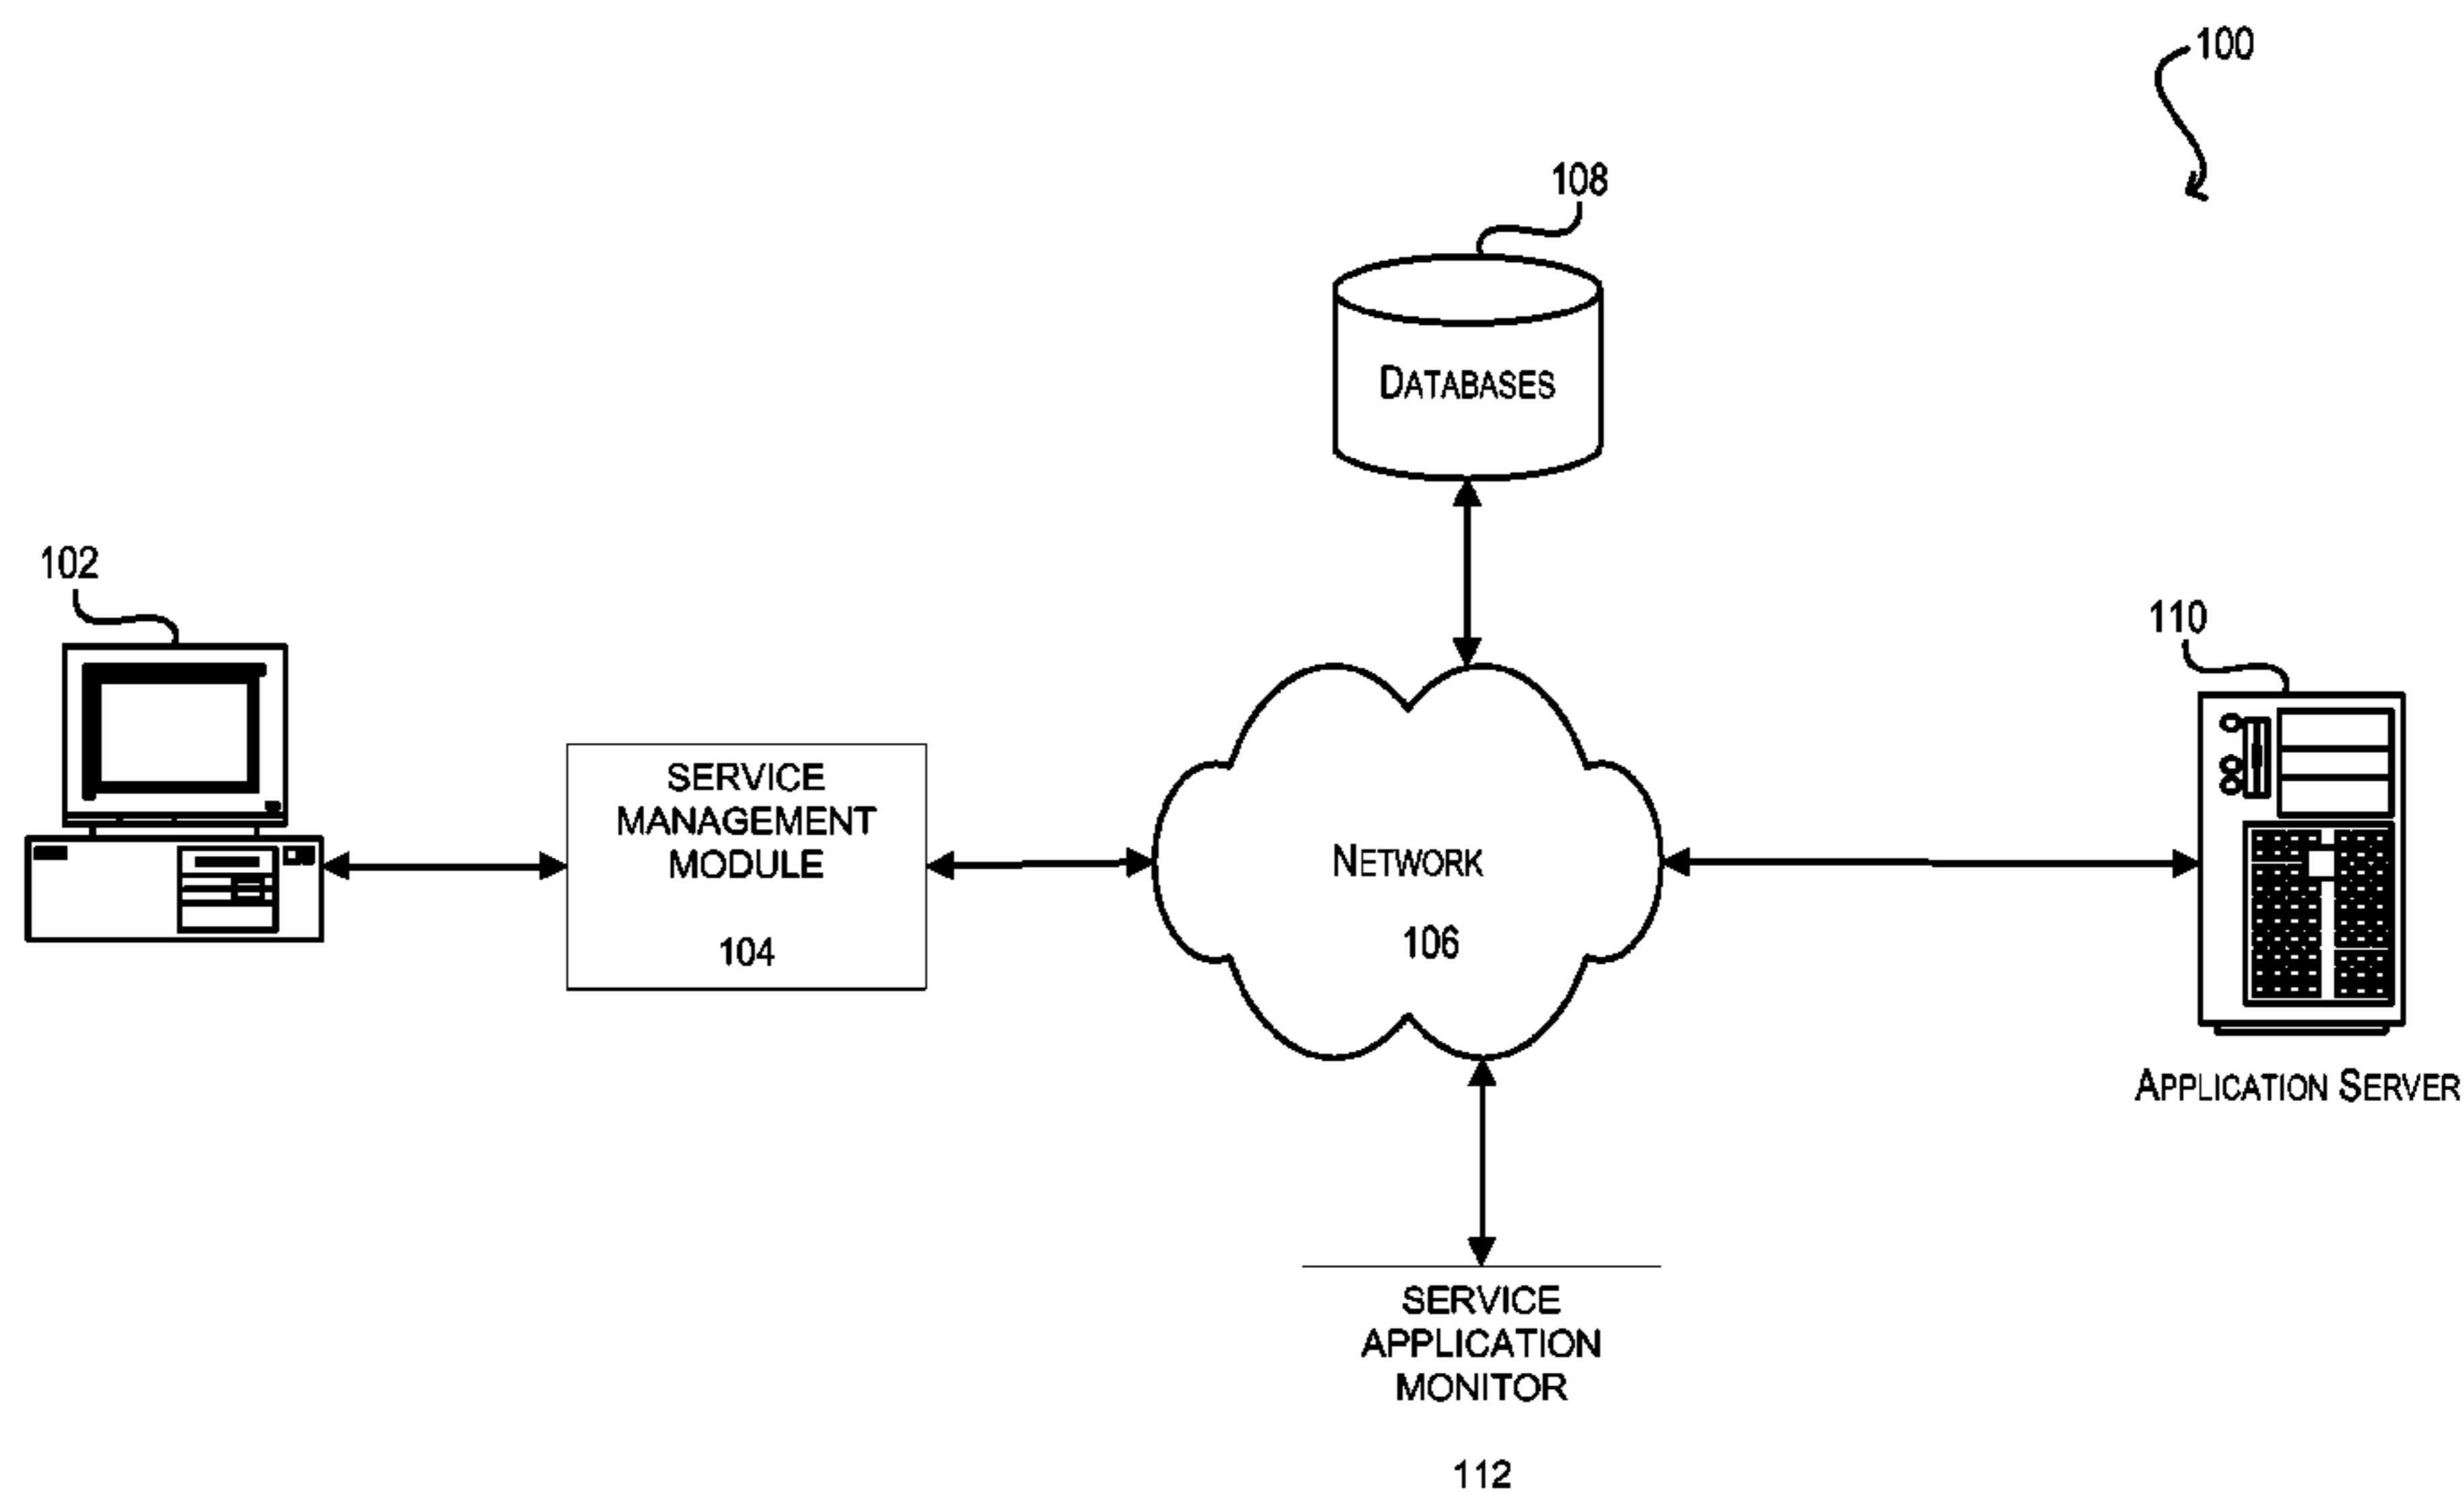 100
108
DATABASES
102
110
SERVICE
MANAGEMENT
MODULE
104
NETWORK
106
APPLICATION SERVER
SERVICE
APPLICATION
MONITOR
112